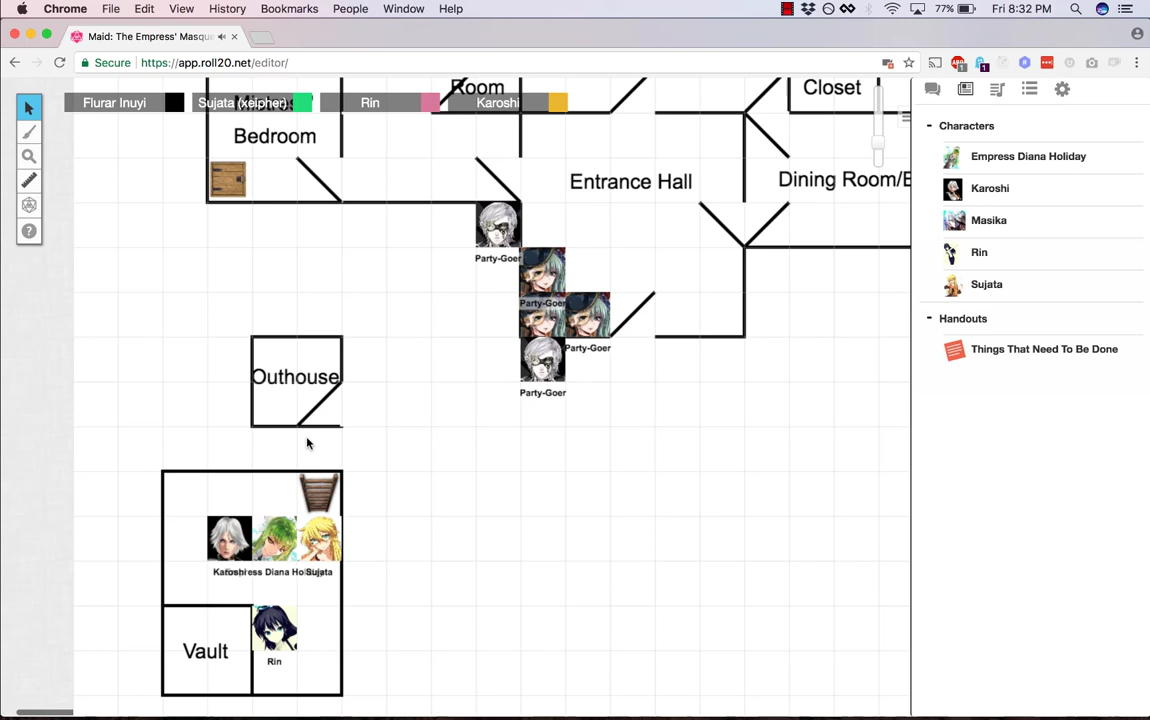 Chrome File Edit View History Bookmarks People Window Help 77% Fri 8:32 PM
Maid: The Empress' Masque
Secure https://app.roll20.net/editor/
Room
Closet
Flurar Inuyi Sujata (xeipher) Rin Karoshi
Bedroom
Entrance Hall
Dining Room/B
Party-Goer
Party-Goer
Party-Goer
Party-Goer
Outhouse
Sujata
Vault
Rin
Characters
Empress Diana Holiday
Karoshi
Masika
Rin
Sujata
Handouts
Things That Need To Be Done